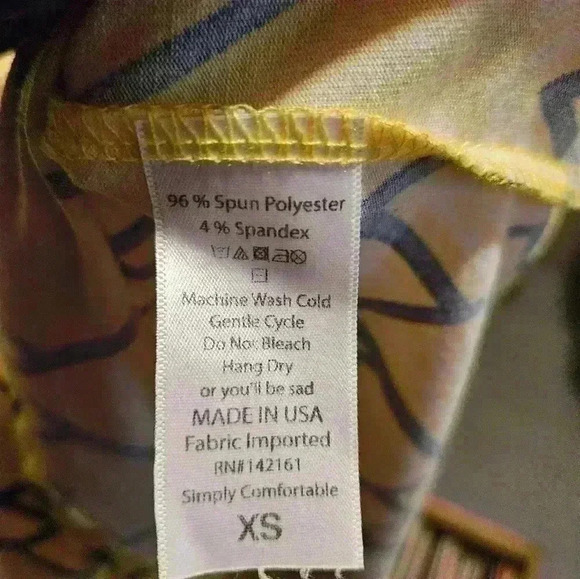 96 % Spun Polyester
4 % Spandex
Machine Wash Cold
Gentle Cycle
Do Not Bleach
Hang Dry
or you'll be sad
MADE IN USA
Fabric Imported
RN#142161
Simply Comfortable
XS